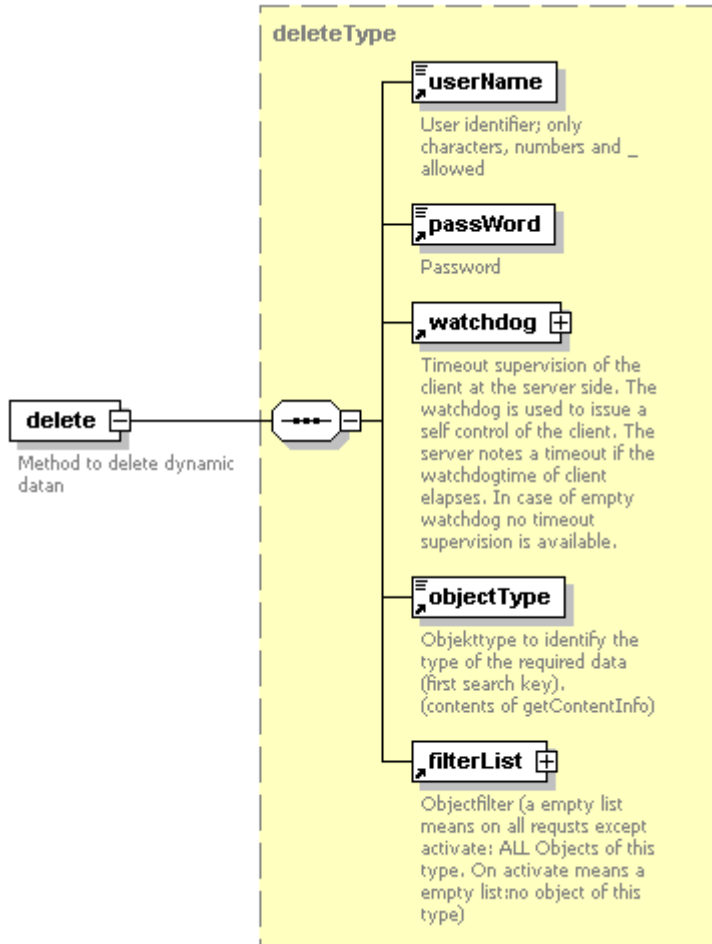 deleteType
userName
User identifier; only
characters, numbers and _
allowed
passWord
Password
watchdog
Timeout supervision of the
client at the server side. The
watchdog is used to issue a
self control of the client. The
server notes a timeout if the
watchdogtime of client
elapses. In case of empty
watchdog no timeout
supervision is available.
delete
Method to delete dynamic
datan
objectType
Objekttype to identify the
type of the required data
(first search key).
(contents of getContentInfo)
filterList
Objectfilter (a empty list
means on all requsts except
activate: ALL Objects of this
type. On activate means a
empty list:no object of this
type)